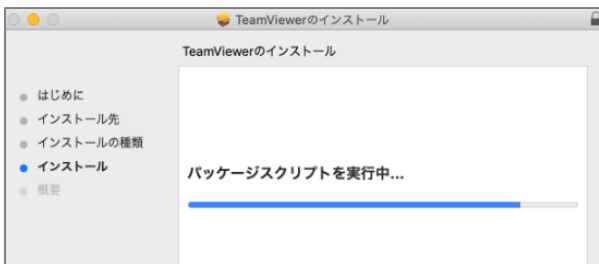 TeamViewerのインストール
TeamViewerのインストール
はじめに
インストール先
インストールの種類
インストール
概要
パッケージスクリプトを実行中...